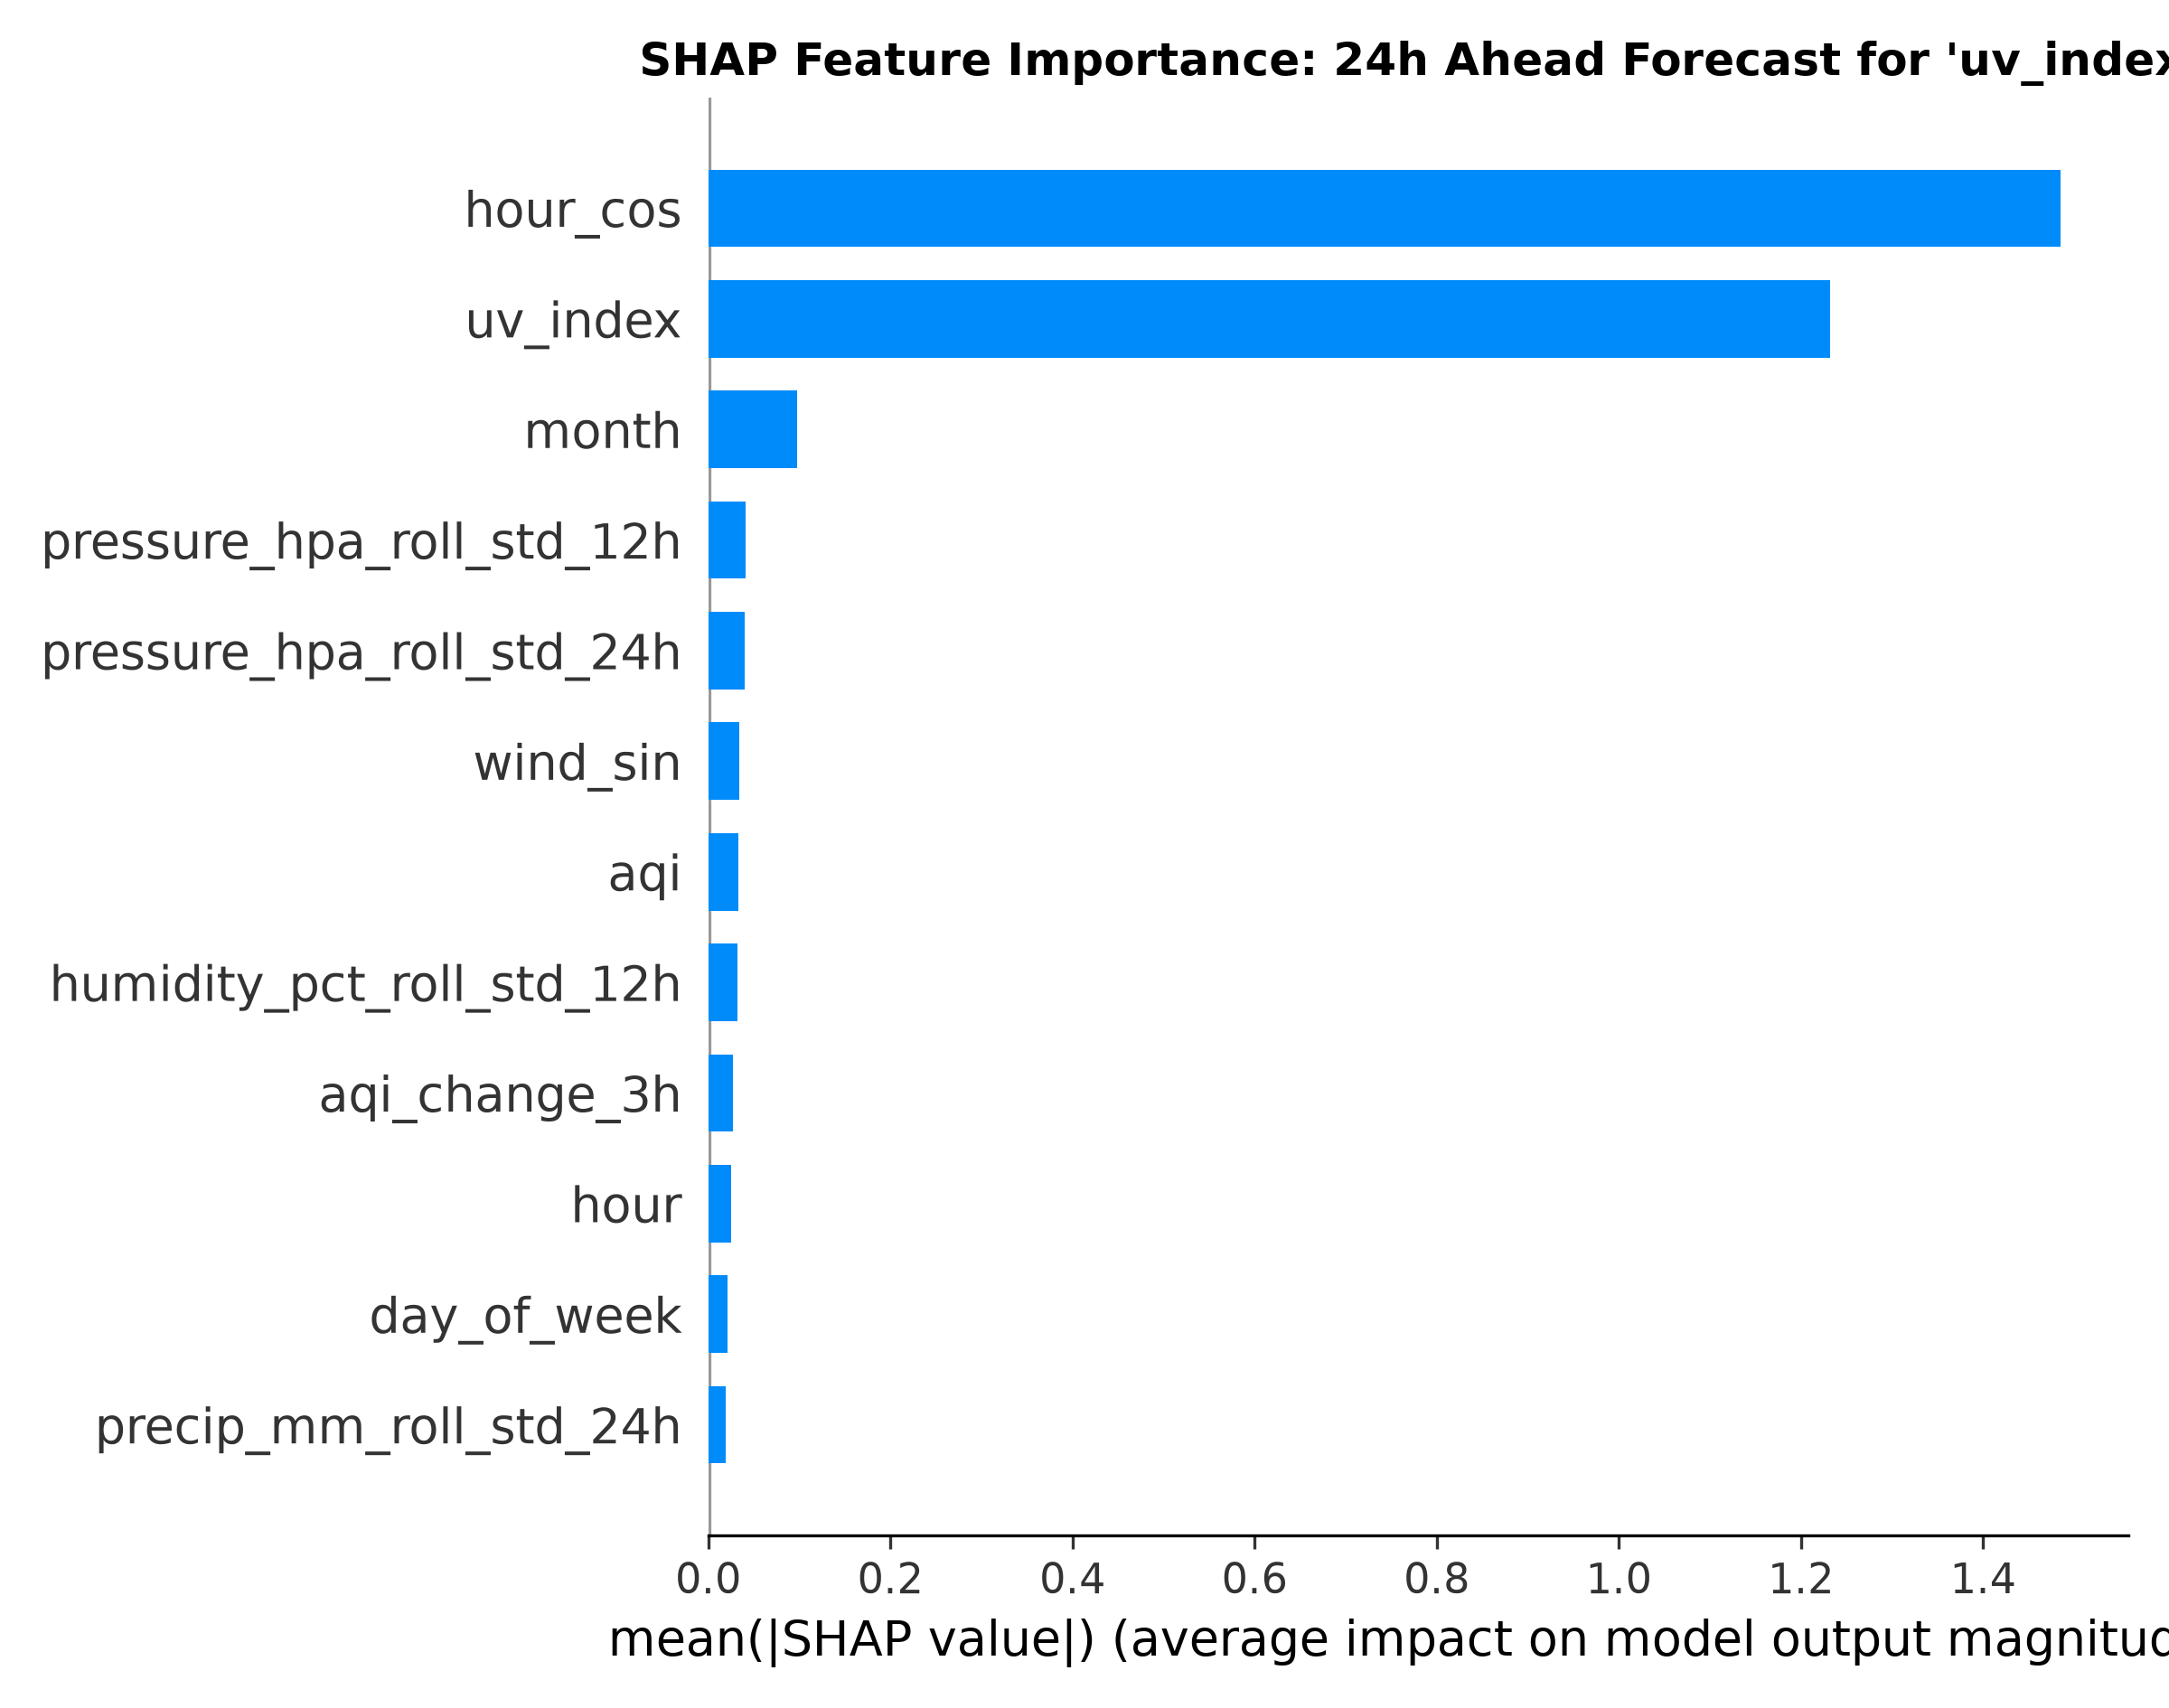 SHAP Feature Importance: 24h Ahead Forecast for 'uv_index
hour_cos
uv_index
month
pressure_hpa_roll_std_12h
pressure_hpa_roll_std_24h
wind_sin
aqi
humidity_pct_roll_std_12h
aqi_change_3h
hour
day_of_week
precip_mm_roll_std_24h
0.0 0.2 0.4 0.6 0.8 1.0 1.2 1.4
mean(|SHAP value|) (average impact on model output magnitud